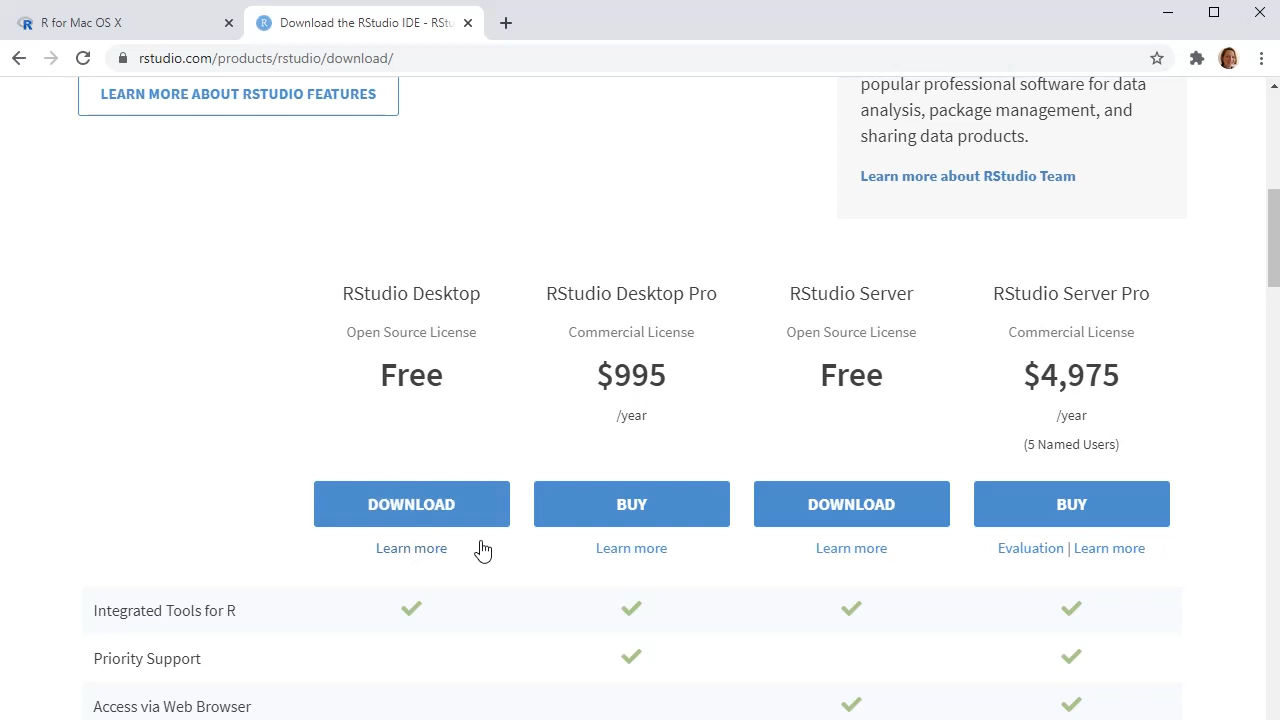 R for Mac OS X
Download the RStudio IDE - RStu
rstudio.com/products/rstudio/download/
LEARN MORE ABOUT RSTUDIO FEATURES
popular professional software for data
analysis, package management, and
sharing data products.
Learn more about RStudio Team
RStudio Desktop
Open Source License
Free
DOWNLOAD
Learn more
RStudio Desktop Pro
Commercial License
$995
/year
BUY
Learn more
RStudio Server
Open Source License
Free
DOWNLOAD
Learn more
RStudio Server Pro
Commercial License
$4,975
/year
(5 Named Users)
BUY
Evaluation | Learn more
Integrated Tools for R
Priority Support
Access via Web Browser